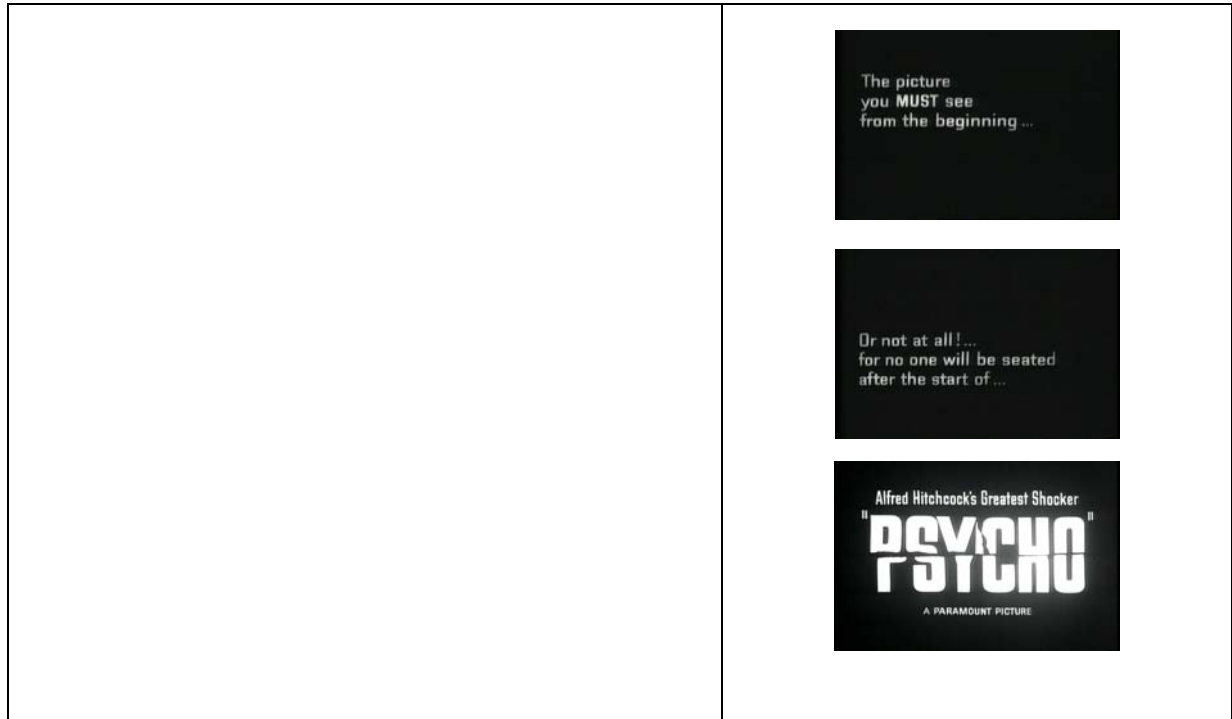 The picture
you MUST see
from the beginning ...
Or not at all! ...
for no one will be seated
after the start of ...
Alfred Hitchcock's Greatest Shocker
"PSYCHO"
A PARAMOUNT PICTURE